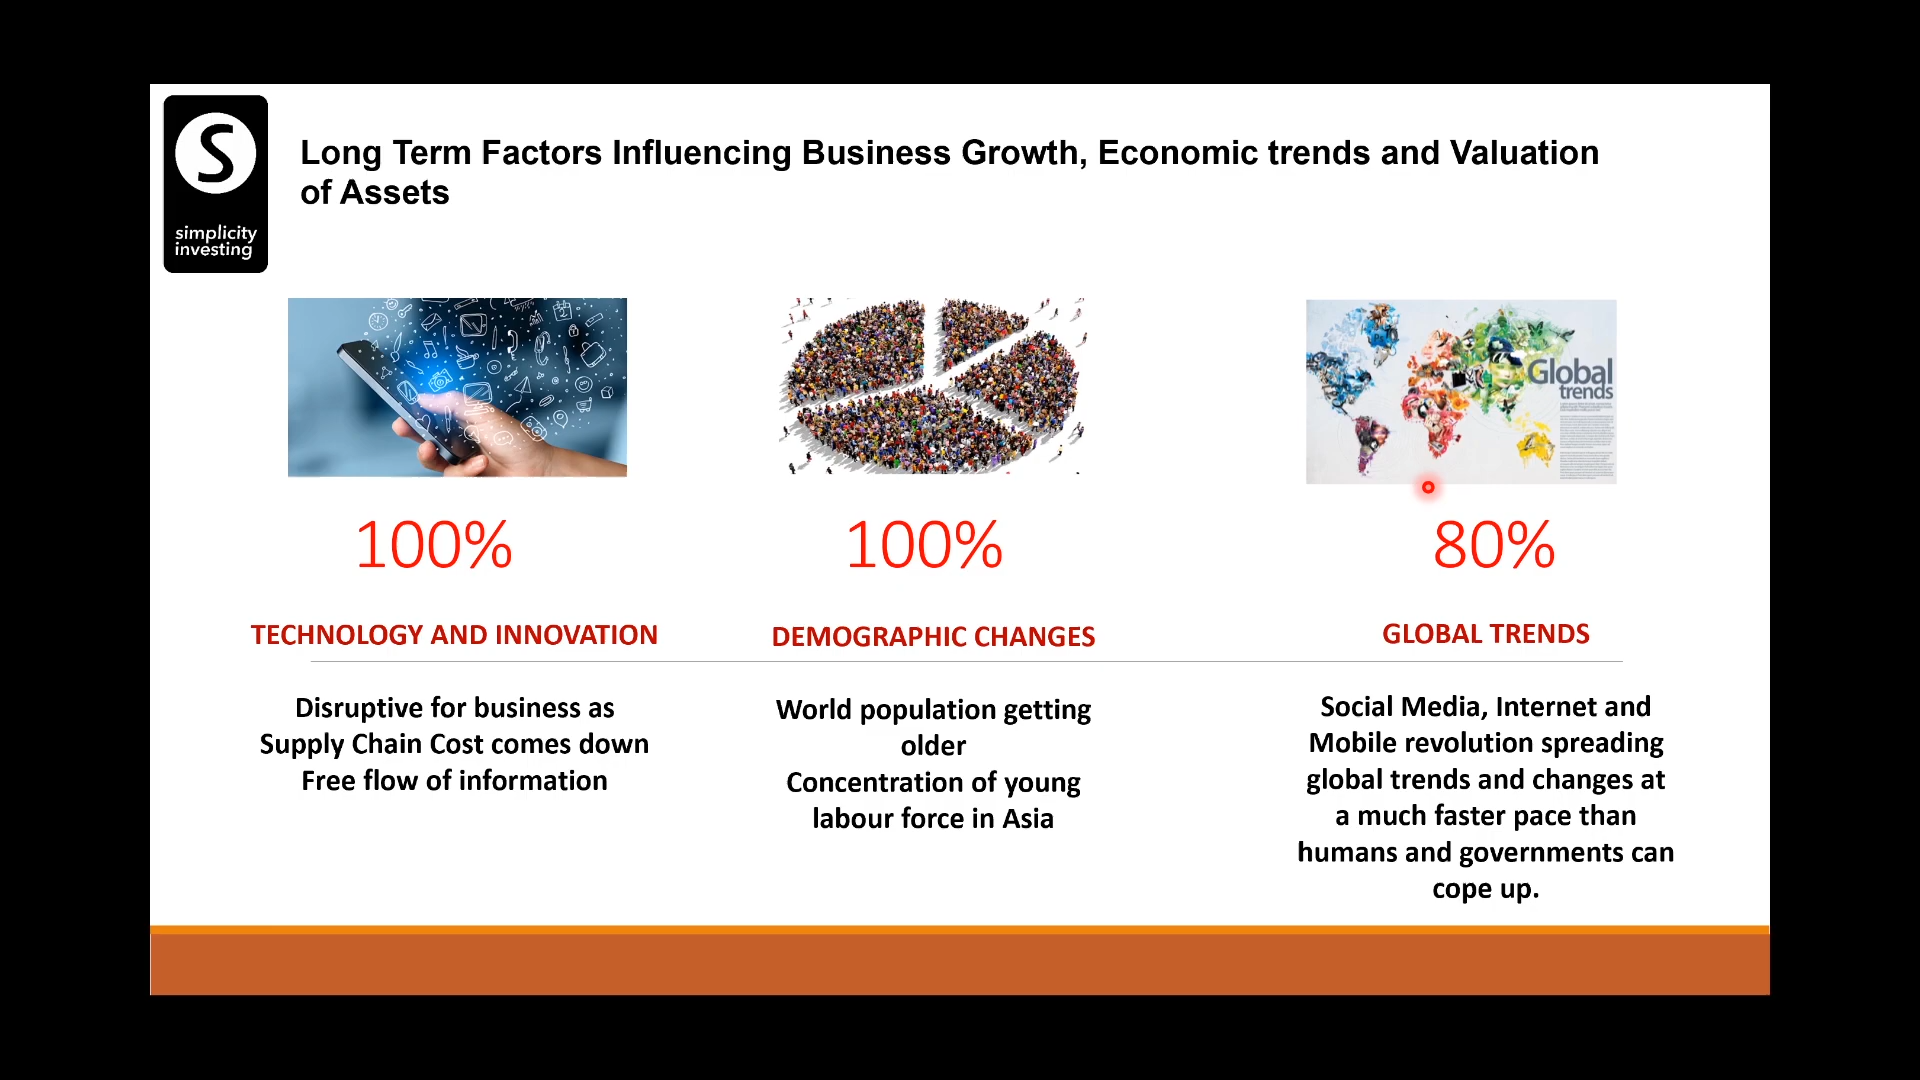 S
simplicity
investing
Long Term Factors Influencing Business Growth, Economic trends and Valuation
of Assets
Global
trends
100%
100%
80%
TECHNOLOGY AND INNOVATION
DEMOGRAPHIC CHANGES
GLOBAL TRENDS
Disruptive for business as
Supply Chain Cost comes down
Free flow of information
World population getting
older
Concentration of young
labour force in Asia
Social Media, Internet and
Mobile revolution spreading
global trends and changes at
a much faster pace than
humans and governments can
cope up.